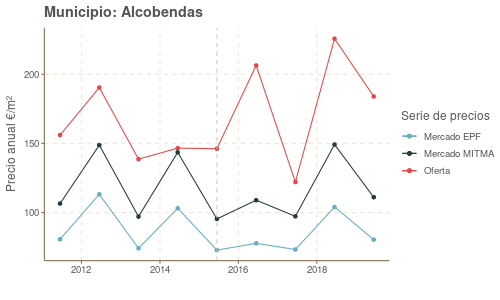 Municipio: Alcobendas
Precio anual €/m²
200
150
100
2012
2014
2016
2018
Serie de precios
Mercado EPF
Mercado MITMA
Oferta